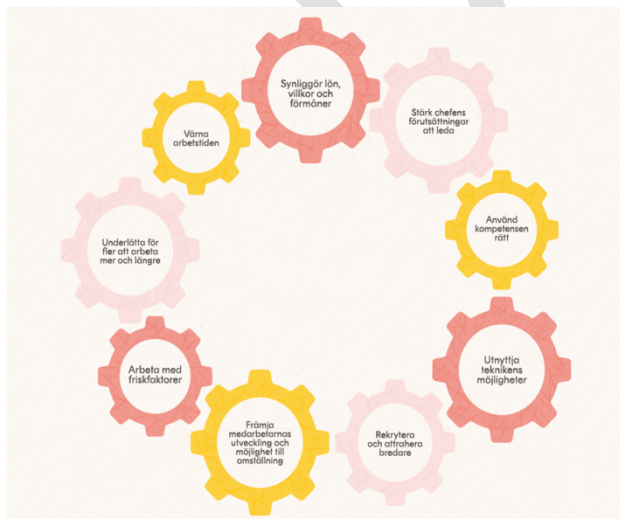 Synliggör lön,
villkor och
förmåner
Stärk chefens
förutsättningar
att leda
Använd
kompetensen
rätt
Utnyttja
teknikens
möjligheter
Rekrytera
och attrahera
bredare
Främja
medarbetarnas
utveckling och
möjlighet till
omställning
Arbeta med
friskfaktorer
Underlätta för
fler att arbeta
mer och längre
Värna
arbetstiden